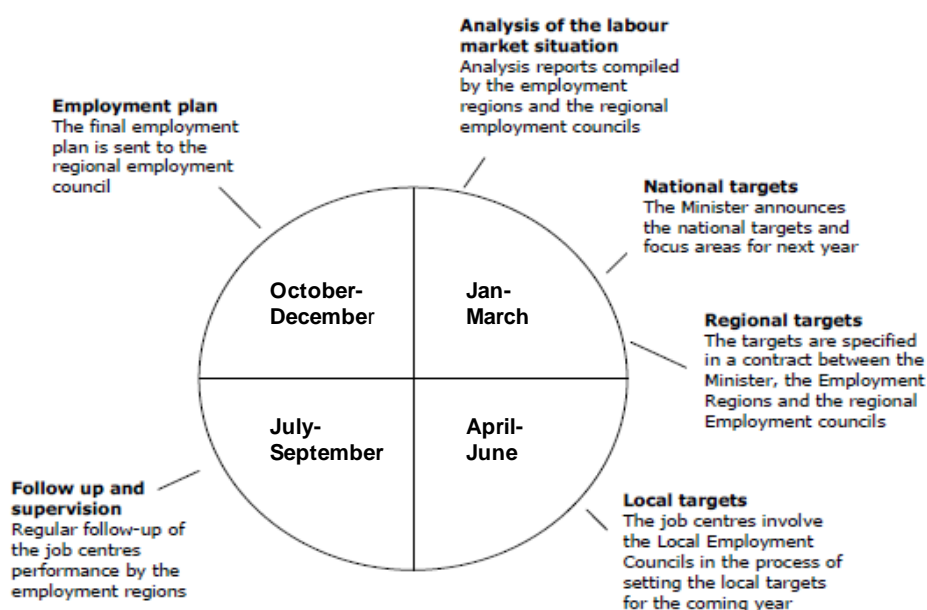 Analysis of the labour
market situation
Analysis reports compiled
by the employment
regions and the regional
employment councils
Employment plan
The final employment
plan is sent to the
regional employment
council
National targets
The Minister announces
the national targets and
focus areas for next year
October-
December
Jan-
March
Regional targets
The targets are specified
in a contract between the
Minister, the Employment
Regions and the regional
Employment councils
July-
September
April-
June
Follow up and
supervision
Regular follow-up of
the job centres
performance by the
employment regions
Local targets
The job centres involve
the Local Employment
Councils in the process of
setting the local targets
for the coming year